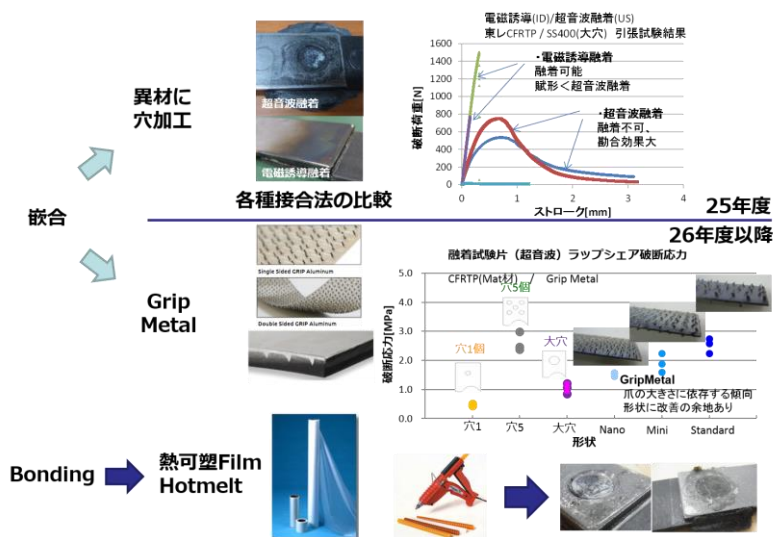 電磁誘導(ID)/超音波融着(US)
東レCFRTP / SS400(大穴) 引張試験結果
異材に
穴加工
超音波融着
電磁誘導融着
各種接合法の比較
破断荷重[N]
1600
1400
1200
1000
800
600
400
200
0
・電磁誘導融着
融着可能
賦形<超音波融着
・超音波融着
融着不可、
勘合効果大
0
1
2
3
4
ストローク[mm]
25年度
嵌合
26年度以降
Grip
Metal
Single Sided GRIP Aluminum
Double Sided GRIP Aluminum
融着試験片(超音波)ラップシェア破断応力
CFRTP(Mat材) / Grip Metal
破断応力[MPa]
5.0
4.0
3.0
2.0
1.0
0.0
穴5個
穴1個
大穴
GripMetal
爪の大きさに依存する傾向
形状に改善の余地あり
穴1
穴5
大穴
Nano
Mini
Standard
形状
Bonding
熱可塑Film
Hotmelt